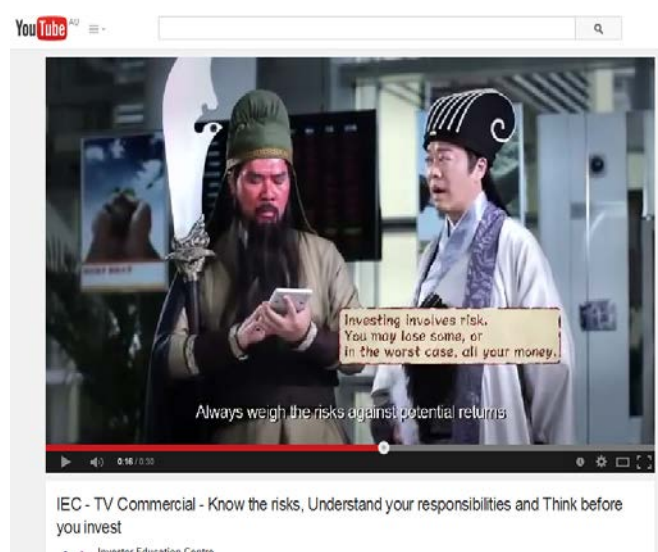 YouTube AU
Investing involves risk.
You may lose some, or
in the worst case, all your money.
Always weigh the risks against potential returns
0:16 / 0:30
IEC - TV Commercial - Know the risks, Understand your responsibilities and Think before
you invest
Investor Education Centre